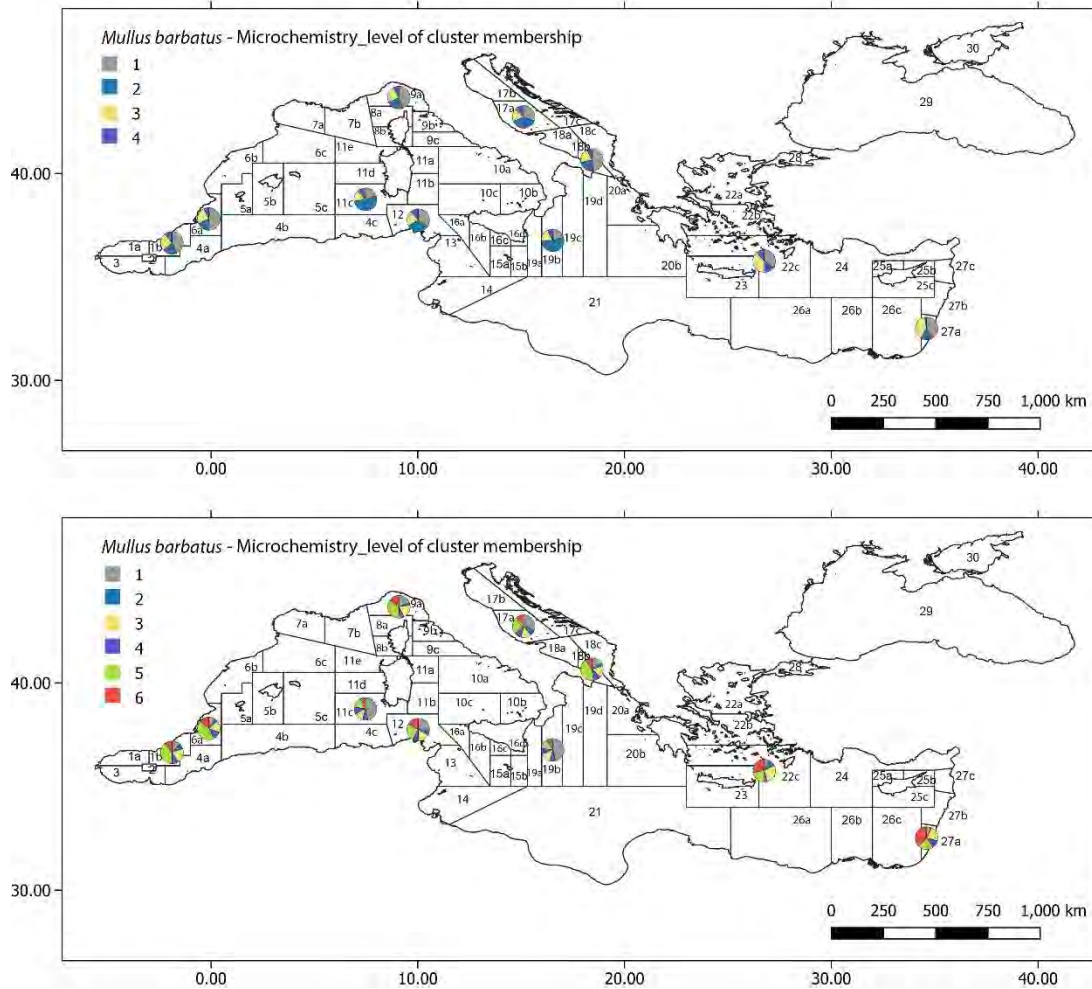 Mullus barbatus - Microchemistry_level of cluster membership
1
2
3
4
40.00
30.00
0.00 10.00 20.00 30.00 40.00
0 250 500 750 1,000 km
30
29
28
17b
17a
17c
18c
18a
18b
9a
8a
9b
8b
9c
7a
7b
6b
6c
11e
11d
11a
11b
11c
10a
10c
10b
5a
5b
5c
4b
4c
4a
6a
1a
1b
2
3
12
13
14
16a
16b
16c
16d
15a
15b
19a
19b
19c
19d
20a
20b
21
22a
22b
22c
23
24
25a
25b
25c
26a
26b
26c
27a
27b
27c
Mullus barbatus - Microchemistry_level of cluster membership
1
2
3
4
5
6
40.00
30.00
0.00 10.00 20.00 30.00 40.00
0 250 500 750 1,000 km
30
29
28
17b
17a
17c
18c
18a
18b
9a
8a
9b
8b
9c
7a
7b
6b
6c
11e
11d
11a
11b
11c
10a
10c
10b
5a
5b
5c
4b
4c
4a
6a
1a
1b
3
12
13
14
16a
16b
16c
16d
15a
15b
19a
19b
19c
19d
20a
20b
21
22a
22b
22c
23
24
25a
25b
25c
26a
26b
26c
27a
27b
27c